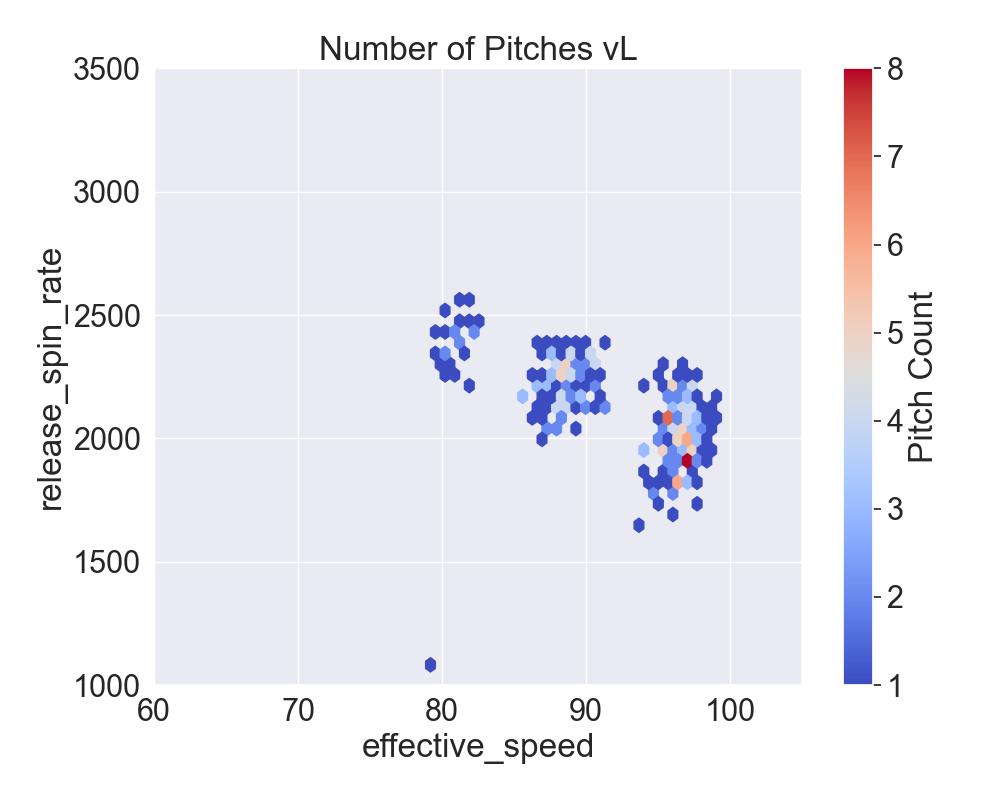 Number of Pitches vL
3500
3000
2500
2000
1500
1000
release_spin_rate
60 70 80 90 100
effective_speed
8
7
6
5
4
3
2
1
Pitch Count